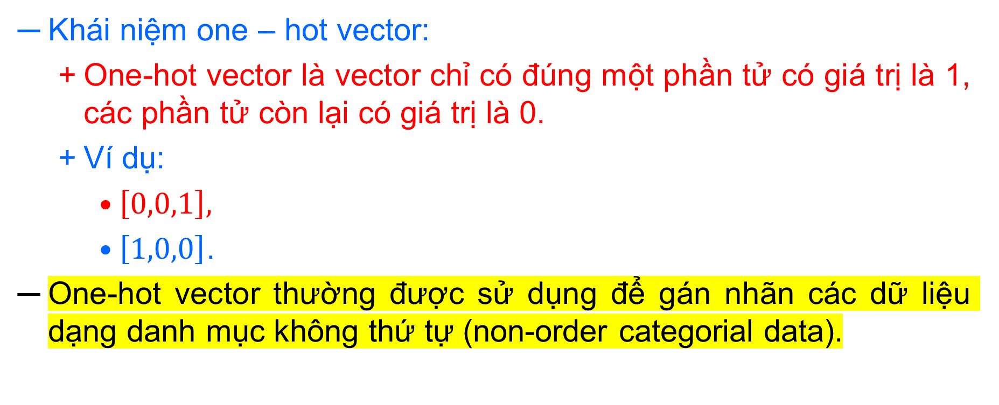 — Khái niệm one – hot vector:
+ One-hot vector là vector chỉ có đúng một phần tử có giá trị là 1,
các phần tử còn lại có giá trị là 0.
+ Ví dụ:
• [0,0,1],
• [1,0,0].
— One-hot vector thường được sử dụng để gán nhãn các dữ liệu
dạng danh mục không thứ tự (non-order categorial data).